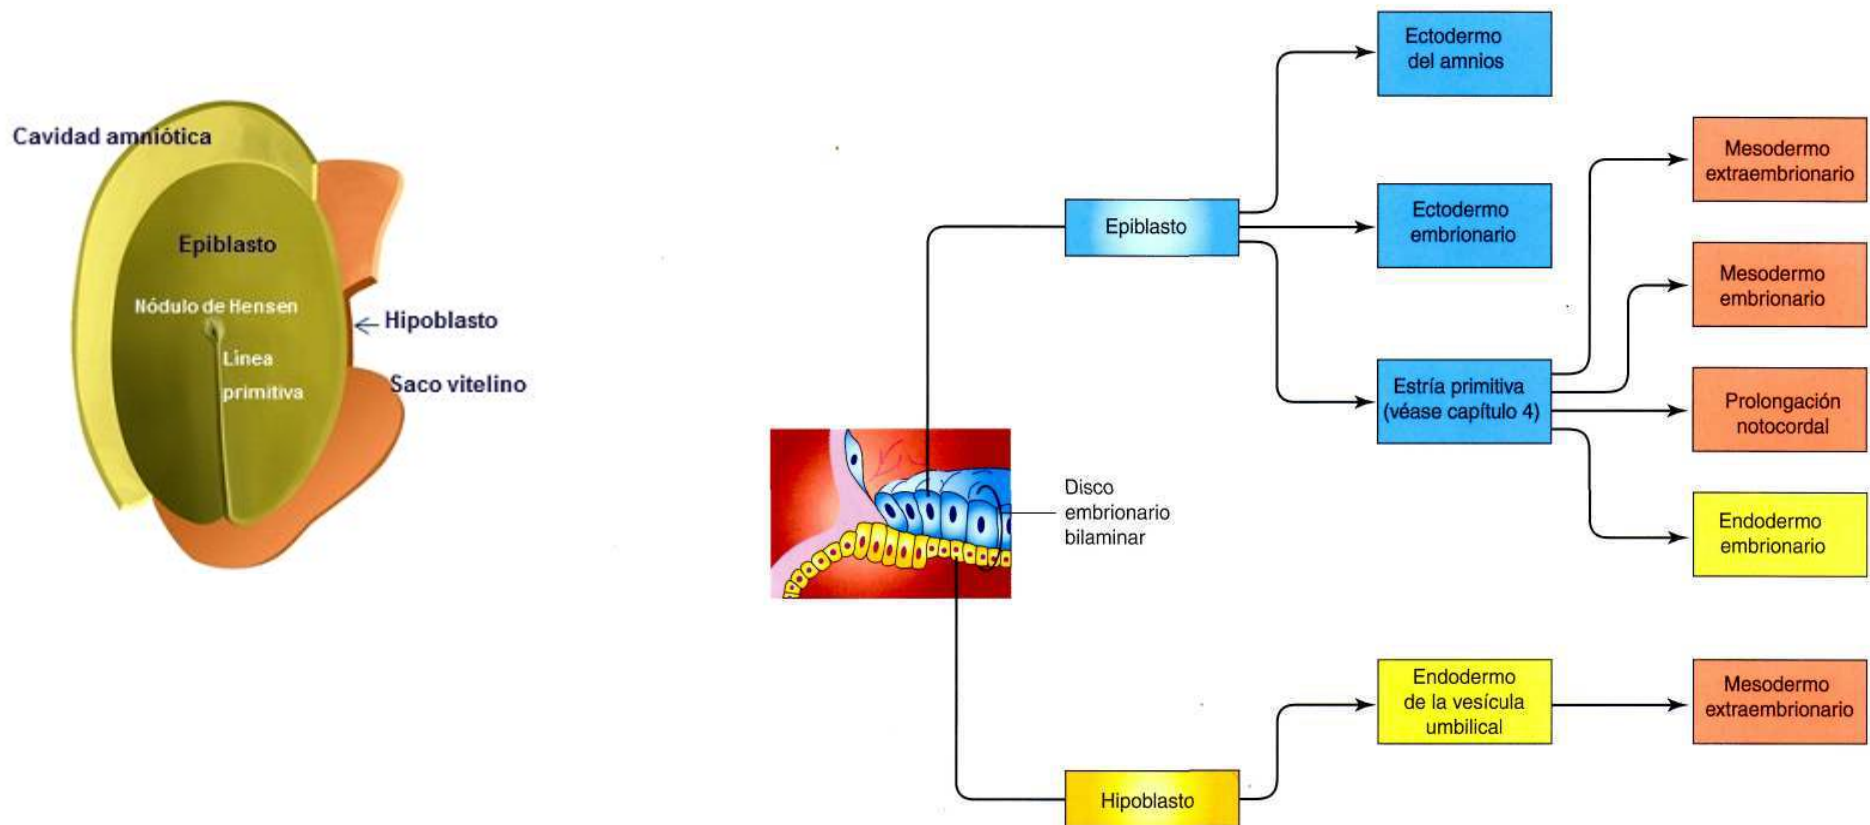 Cavidad amniótica
Epiblasto
Nódulo de Hensen
Linea
primitiva
Hipoblasto
Saco vitelino
Disco
embrionario
bilaminar
Epiblasto
Hipoblasto
Ectodermo
del amnios
Ectodermo
embrionario
Estría primitiva
(véase capítulo 4)
Endodermo
de la vesícula
umbilical
Mesodermo
extraembrionario
Mesodermo
embrionario
Prolongación
notocordal
Endodermo
embrionario
Mesodermo
extraembrionario